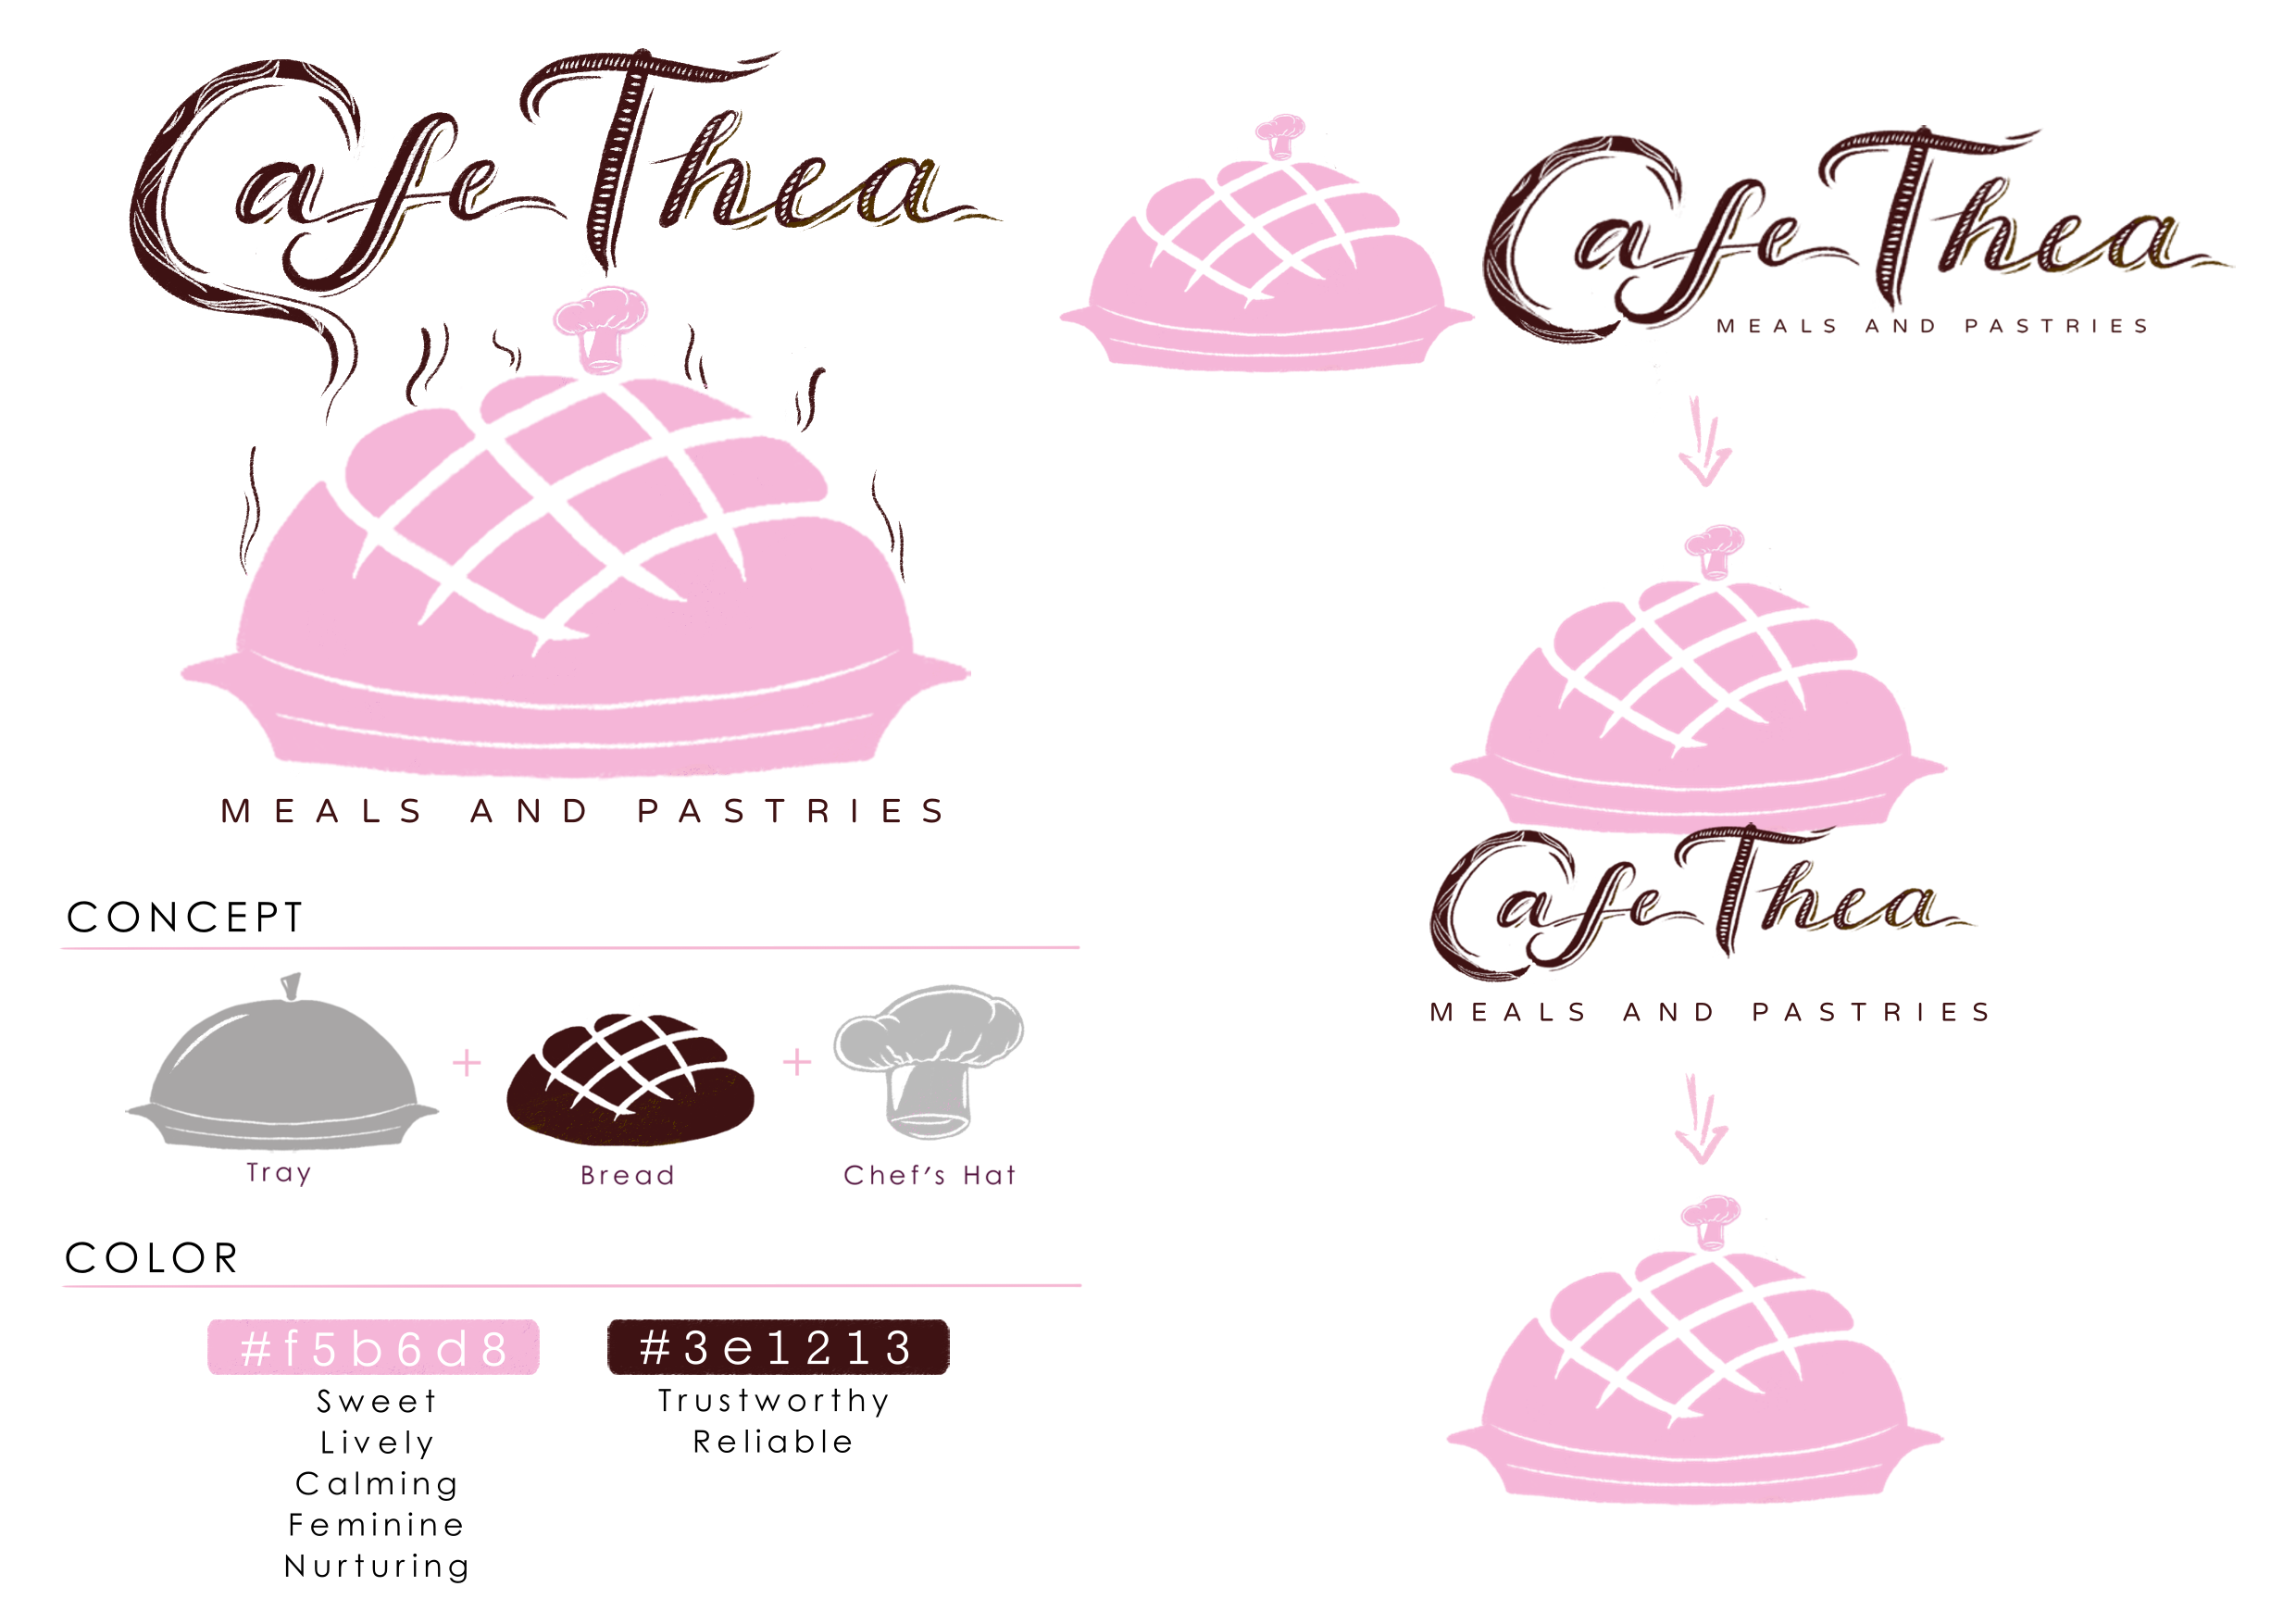 Cafe Thea
MEALS AND PASTRIES
CONCEPT
+
+
Tray
Bread
Chef's Hat
COLOR
#f5b6d8
Sweet
Lively
Calming
Feminine
Nurturing
#3e1213
Trustworthy
Reliable
Cafe Thea
MEALS AND PASTRIES
Cafe Thea
MEALS AND PASTRIES